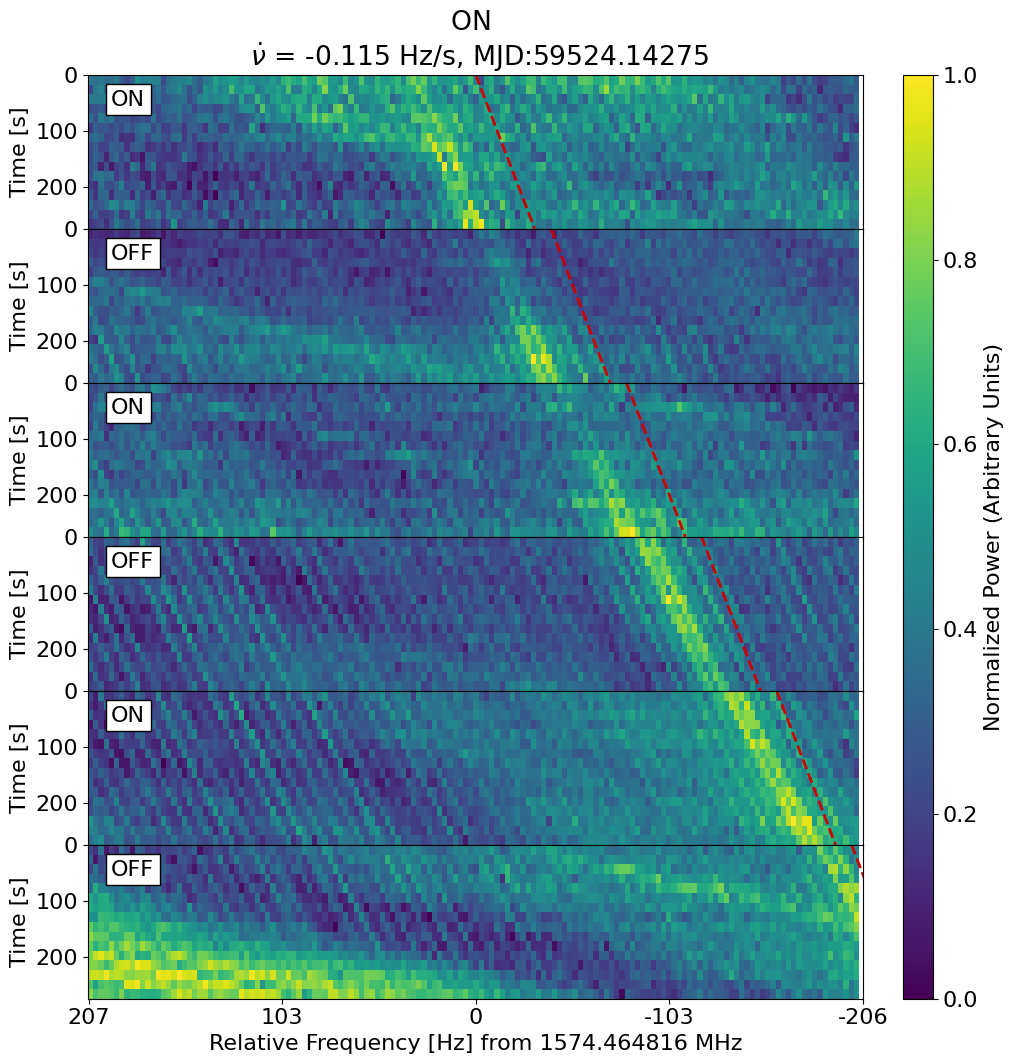 ON
ν̇ = -0.115 Hz/s, MJD:59524.14275
0
ON
100
200
Time [s]
0
OFF
100
200
Time [s]
0
ON
100
200
Time [s]
0
OFF
100
200
Time [s]
0
ON
100
200
Time [s]
0
OFF
100
200
Time [s]
207
103
0
-103
-206
Relative Frequency [Hz] from 1574.464816 MHz
1.0
0.8
0.6
0.4
0.2
0.0
Normalized Power (Arbitrary Units)